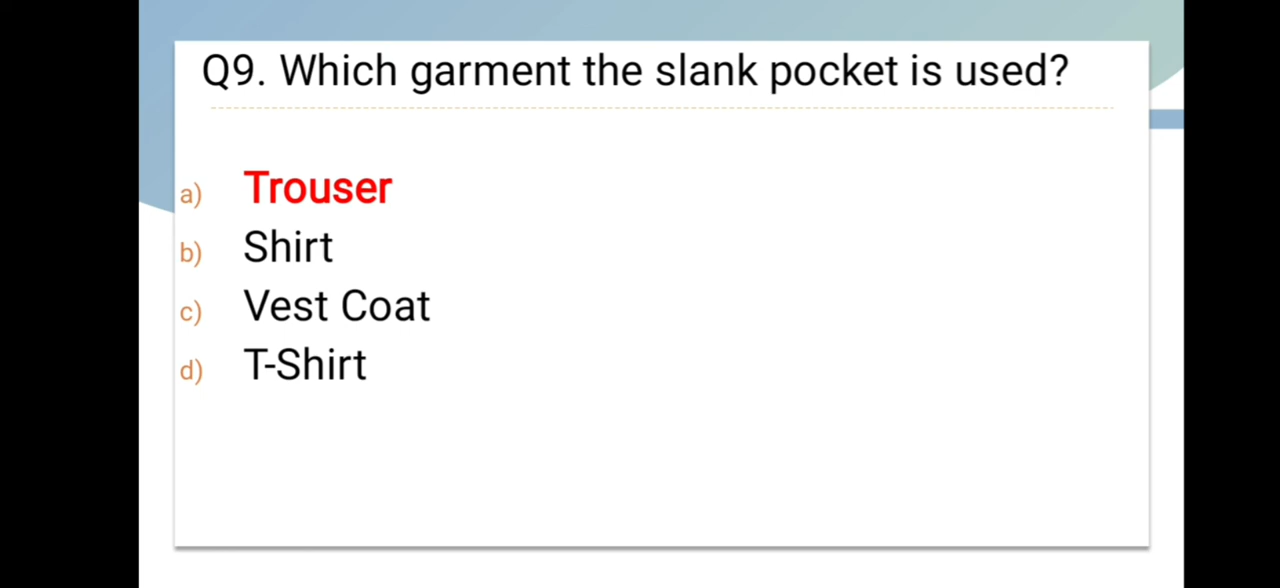 Q9. Which garment the slank pocket is used?
a) Trouser
b) Shirt
c) Vest Coat
d) T-Shirt